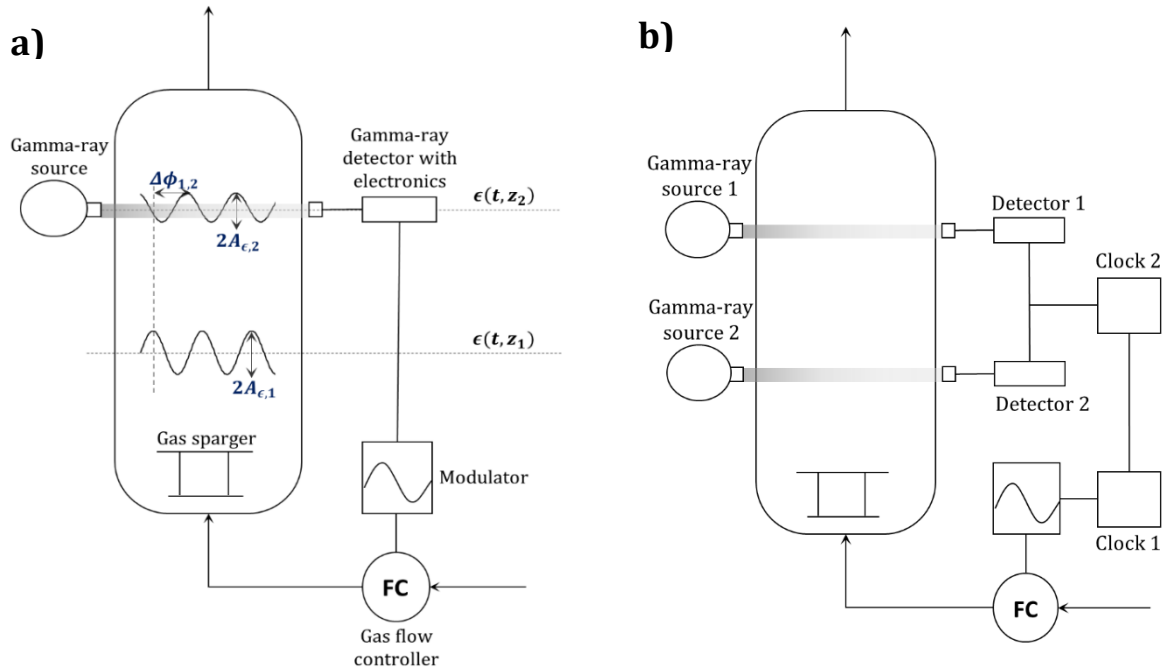 a)
Gamma-ray
source
Δϕ₁,₂
2A_ϵ,₂
Gamma-ray
detector with
electronics
ϵ(t, z₂)
ϵ(t, z₁)
2A_ϵ,₁
Gas sparger
Modulator
FC
Gas flow
controller
b)
Gamma-ray
source 1
Detector 1
Clock 2
Gamma-ray
source 2
Detector 2
Clock 1
FC